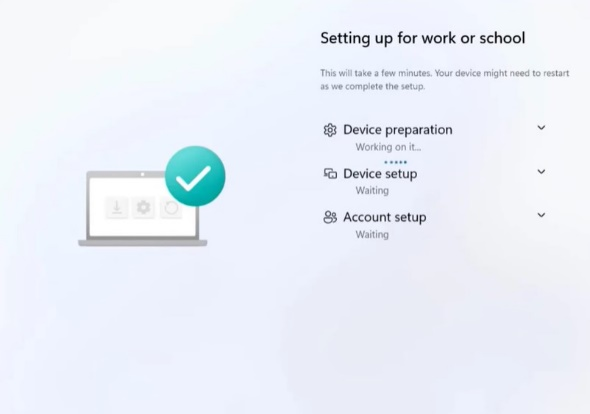 Setting up for work or school
This will take a few minutes. Your device might need to restart
as we complete the setup.
Device preparation
Working on it...
Device setup
Waiting
Account setup
Waiting